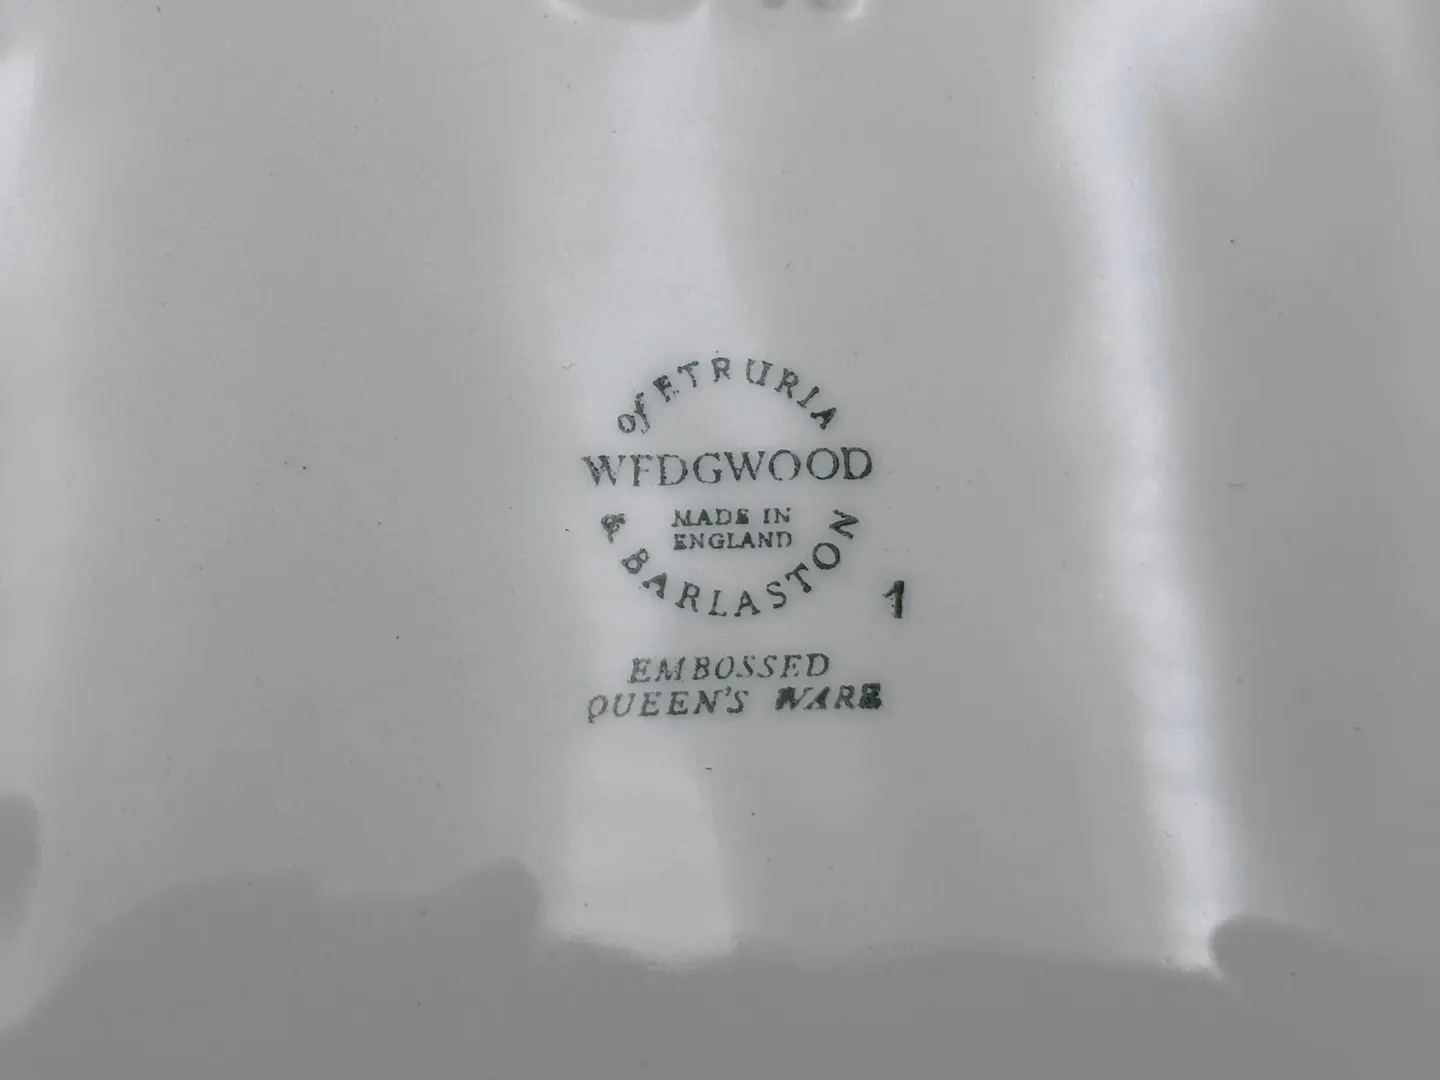 of ETRURIA
WEDGWOOD
MADE IN
ENGLAND
& BARLASTON
1
EMBOSSED
QUEEN'S WARE